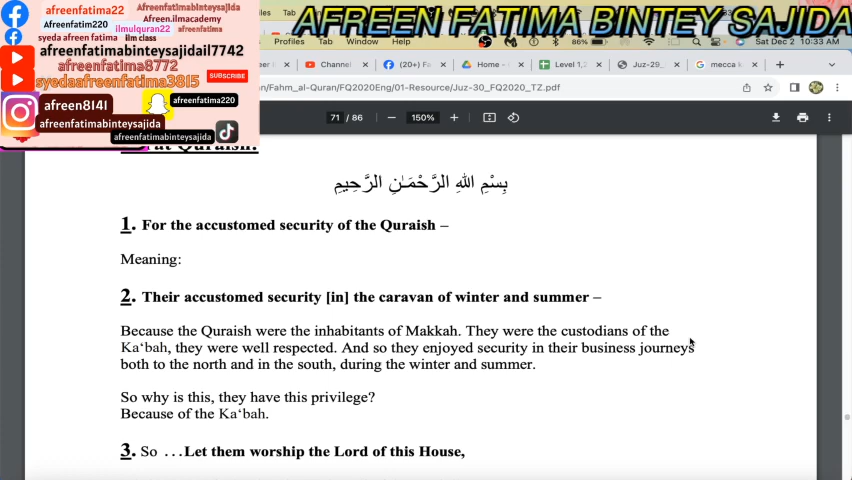 afreenfatima22
Afreenfatimabinteysajida
Afreen.ilmacademy
Afreenfatim220
ilmulquran22
afreenfatima
syeda afreen fatima
ilm class
afreenfatimabinteysajidail7742
afreenfatima8772
syedaafreenfatima3815
SUBSCRIBE
afreen8141
afreenfatima220
afreenfatimabinteysajida
afreenfatimabinteysajida
AFREEN FATIMA BINTEY SAJIDA
Profiles Tab Window Help
86%
Sat Dec 2 10:33 AM
Channel
(20+) Fa
Home -
Level 1,2
Juz-29_
mecca k
an/Fahm_al-Quran/FQ2020Eng/01-Resource/Juz-30_FQ2020_TZ.pdf
71 / 86
150%
at Quraish:
بِسْمِ اللهِ الرَّحْمَـٰنِ الرَّحِيمِ
1. For the accustomed security of the Quraish –
Meaning:
2. Their accustomed security [in] the caravan of winter and summer –
Because the Quraish were the inhabitants of Makkah. They were the custodians of the
Ka‘bah, they were well respected. And so they enjoyed security in their business journeys
both to the north and in the south, during the winter and summer.
So why is this, they have this privilege?
Because of the Ka‘bah.
3. So …Let them worship the Lord of this House,